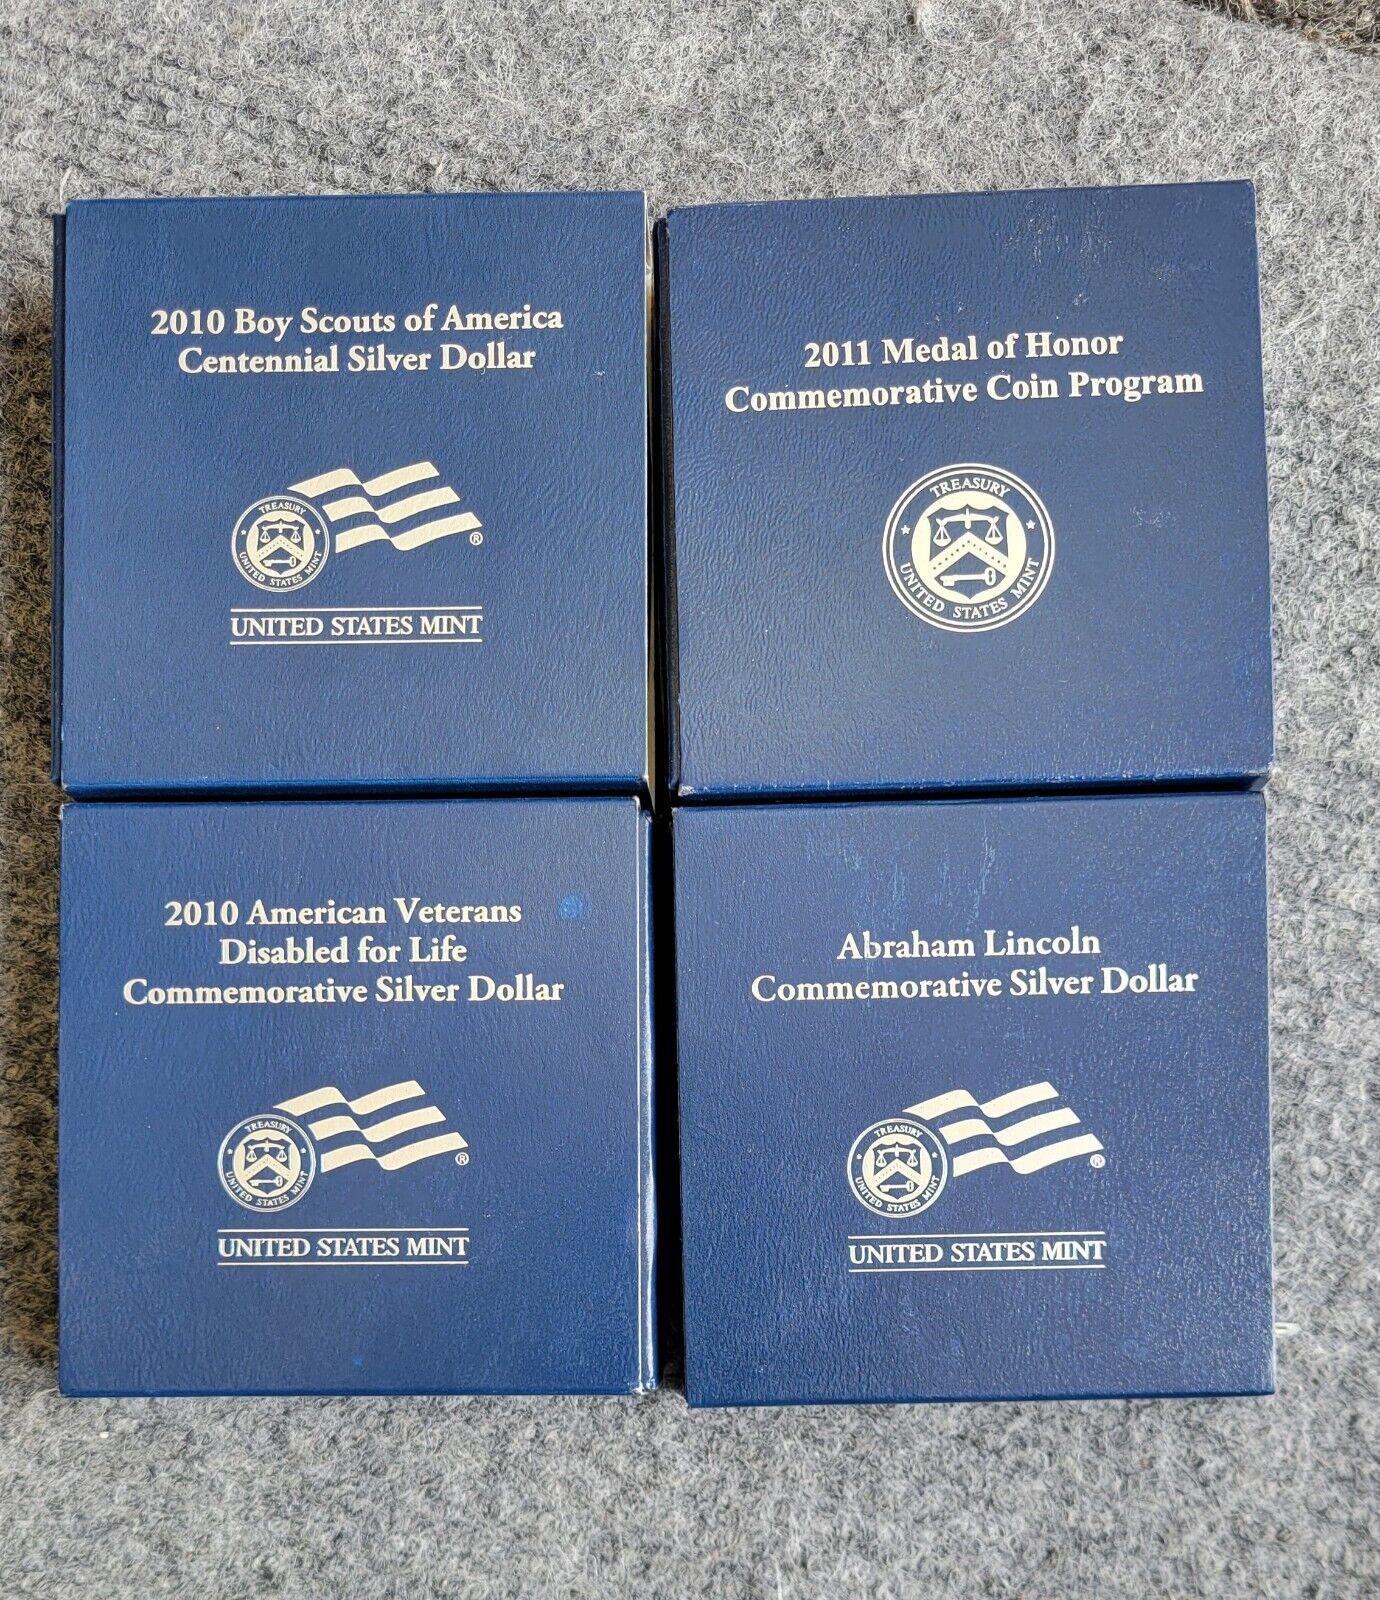 2010 Boy Scouts of America
Centennial Silver Dollar
TREASURY
UNITED STATES MINT
®
UNITED STATES MINT
2011 Medal of Honor
Commemorative Coin Program
TREASURY
UNITED STATES MINT
2010 American Veterans
Disabled for Life
Commemorative Silver Dollar
TREASURY
UNITED STATES MINT
®
UNITED STATES MINT
Abraham Lincoln
Commemorative Silver Dollar
TREASURY
UNITED STATES MINT
®
UNITED STATES MINT